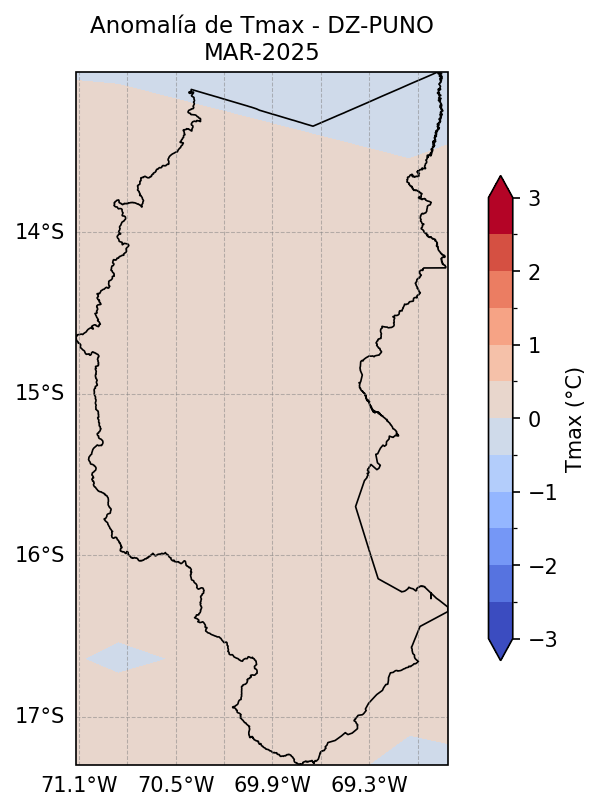 Anomalía de Tmax - DZ-PUNO
MAR-2025
14°S
15°S
16°S
17°S
71.1°W 70.5°W 69.9°W 69.3°W
3
2
1
0
−1
−2
−3
Tmax (°C)